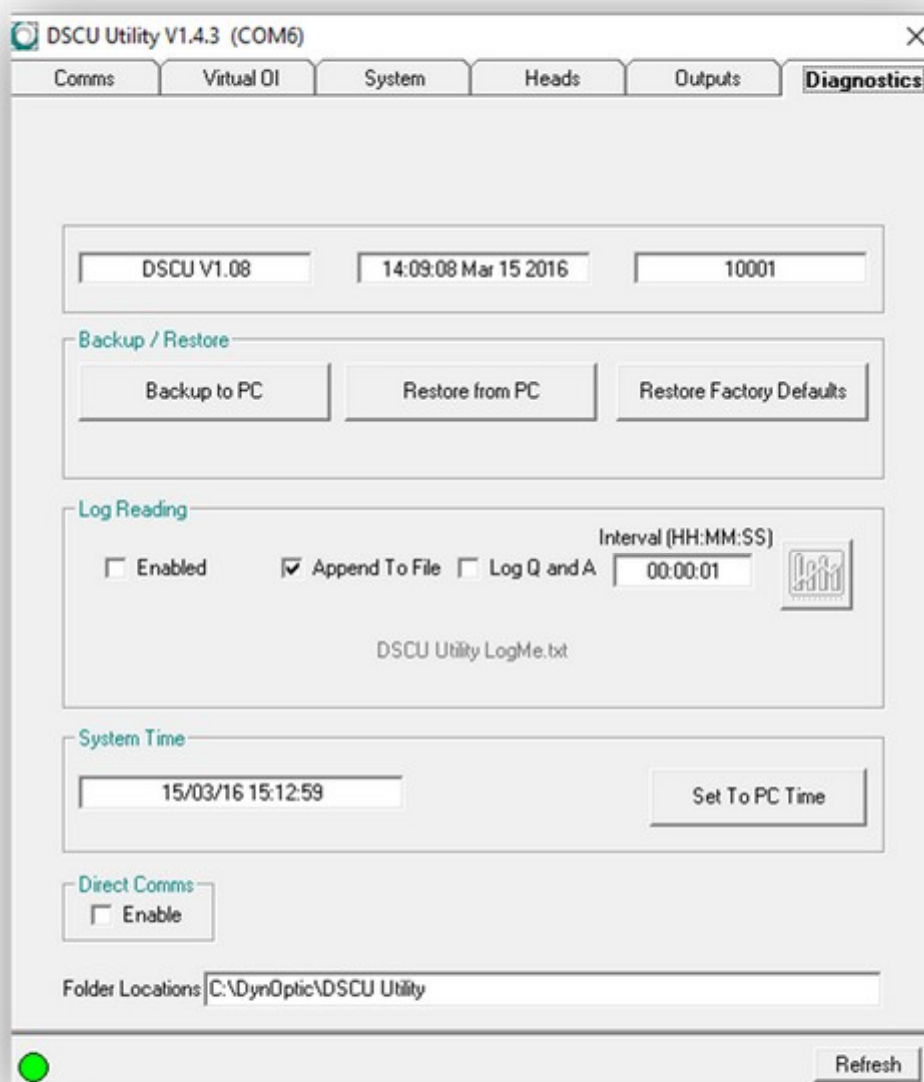 DSCU Utility V1.4.3 (COM6)
Comms Virtual OI System Heads Outputs Diagnostics
DSCU V1.08 14:09:08 Mar 15 2016 10001
Backup / Restore
Backup to PC Restore from PC Restore Factory Defaults
Log Reading
Interval (HH:MM:SS)
Enabled Append To File Log Q and A 00:00:01
DSCU Utility LogMe.txt
System Time
15/03/16 15:12:59 Set To PC Time
Direct Comms
Enable
Folder Locations C:\DynOptic\DSCU Utility
Refresh